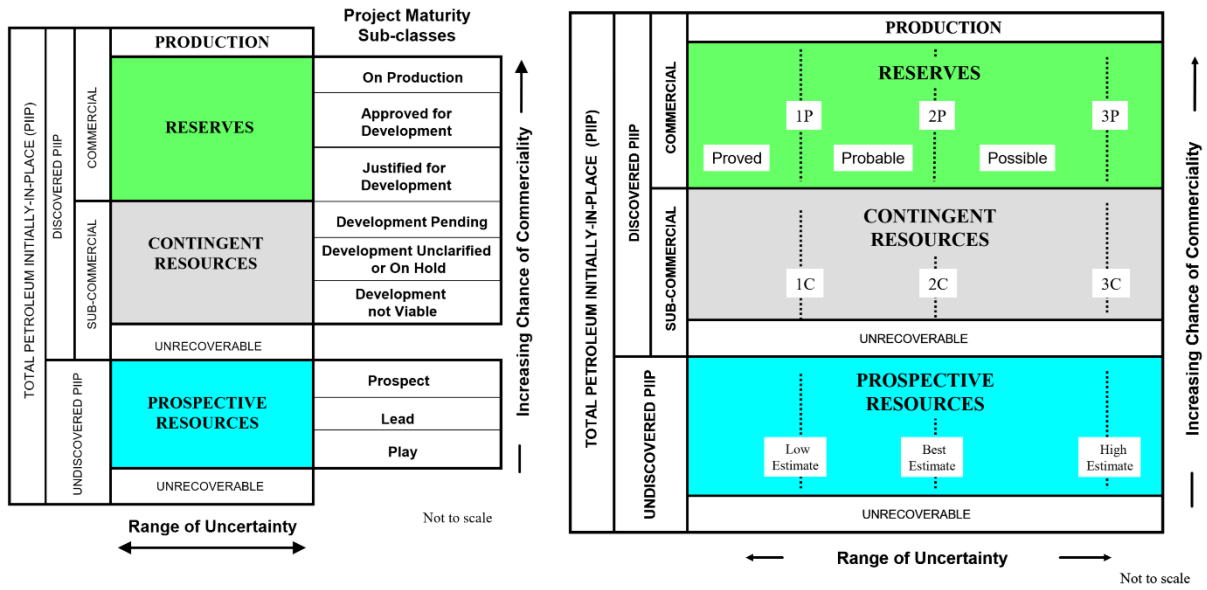 Project Maturity
Sub-classes
PRODUCTION
TOTAL PETROLEUM INITIALLY-IN-PLACE (PIIP)
DISCOVERED PIIP
COMMERCIAL
RESERVES
On Production
Approved for
Development
Justified for
Development
SUB-COMMERCIAL
CONTINGENT
RESOURCES
Development Pending
Development Unclarified
or On Hold
Development
not Viable
UNRECOVERABLE
UNDISCOVERED PIIP
PROSPECTIVE
RESOURCES
Prospect
Lead
Play
UNRECOVERABLE
Increasing Chance of Commerciality
Range of Uncertainty
Not to scale
TOTAL PETROLEUM INITIALLY-IN-PLACE (PIIP)
DISCOVERED PIIP
COMMERCIAL
PRODUCTION
RESERVES
1P
2P
3P
Proved
Probable
Possible
SUB-COMMERCIAL
CONTINGENT
RESOURCES
1C
2C
3C
UNRECOVERABLE
UNDISCOVERED PIIP
PROSPECTIVE
RESOURCES
Low
Estimate
Best
Estimate
High
Estimate
UNRECOVERABLE
Increasing Chance of Commerciality
Range of Uncertainty
Not to scale